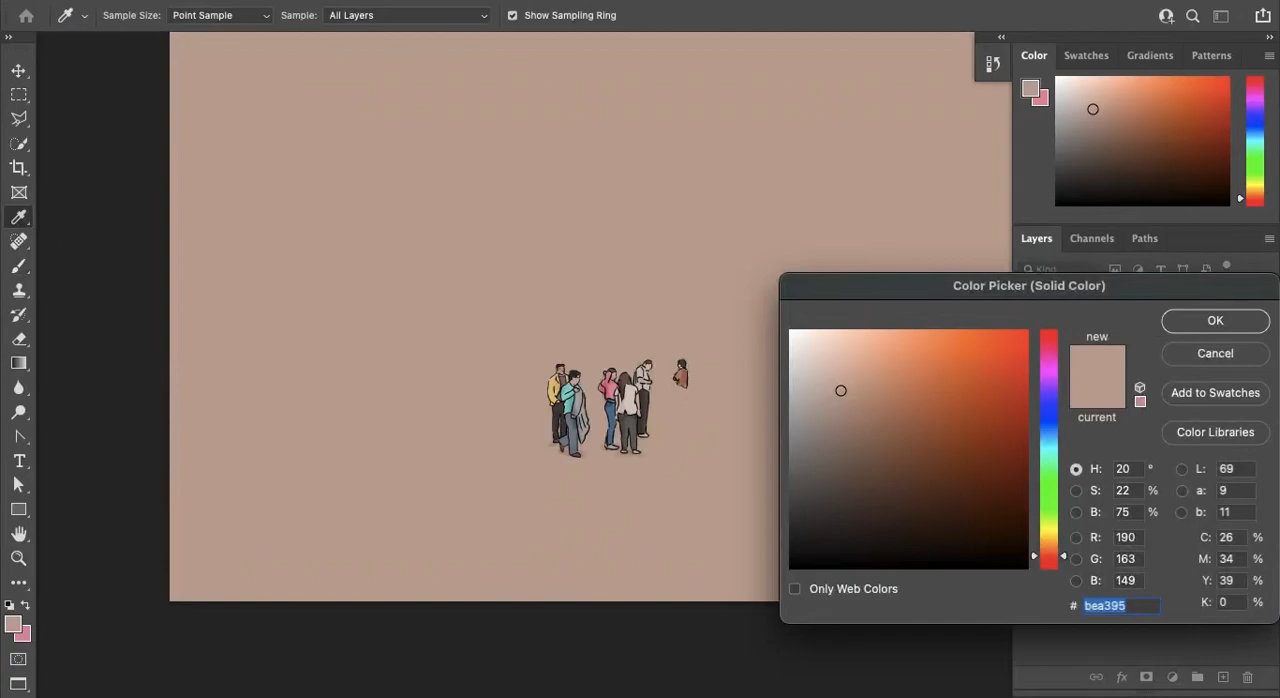 Sample Size: Point Sample Sample: All Layers Show Sampling Ring
Color Swatches Gradients Patterns
Layers Channels Paths
Kind
Color Picker (Solid Color)
new
current
OK
Cancel
Add to Swatches
Color Libraries
H: 20 ° L: 69
S: 22 % a: 9
B: 75 % b: 11
R: 190 C: 26 %
G: 163 M: 34 %
B: 149 Y: 39 %
# bea395 K: 0 %
Only Web Colors